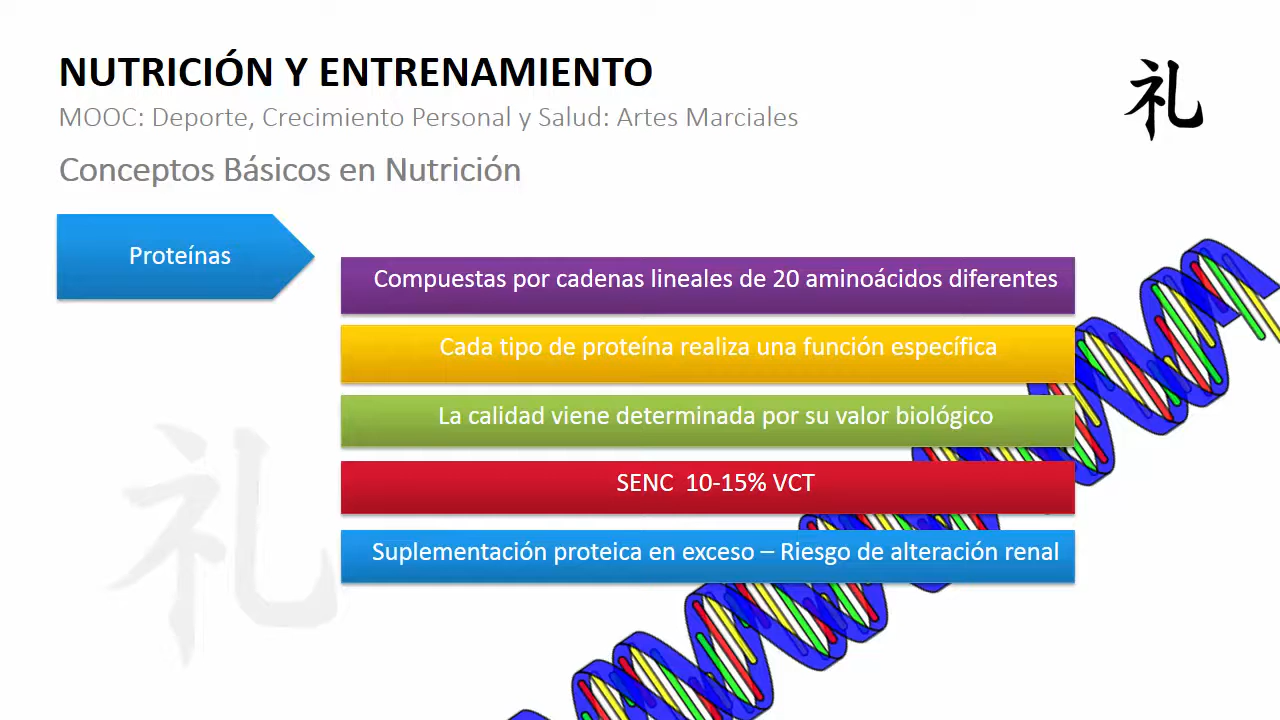 NUTRICIÓN Y ENTRENAMIENTO
MOOC: Deporte, Crecimiento Personal y Salud: Artes Marciales
礼
Conceptos Básicos en Nutrición
Proteínas
Compuestas por cadenas lineales de 20 aminoácidos diferentes
Cada tipo de proteína realiza una función específica
La calidad viene determinada por su valor biológico
SENC 10-15% VCT
Suplementación proteica en exceso – Riesgo de alteración renal
礼